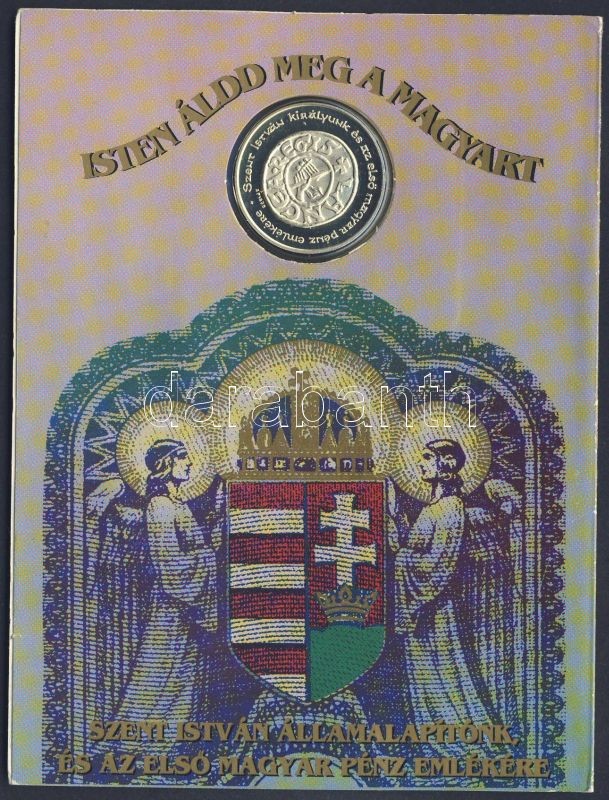 ISTEN ÁLDD MEG A MAGYART
Szent István királyunk és az első magyar pénz emlékére
darabanth
SZENT ISTVÁN ÁLLAMALAPÍTÓNK,
ÉS AZ ELSŐ MAGYAR PÉNZ EMLÉKÉRE